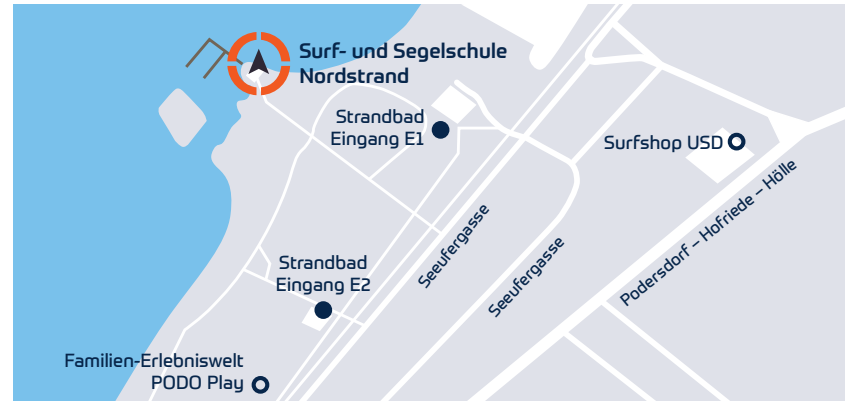 Surf- und Segelschule
Nordstrand
Strandbad
Eingang E1
Surfshop USD
Seeufergasse
Seeufergasse
Podersdorf – Hofriede – Hölle
Strandbad
Eingang E2
Familien-Erlebniswelt
PODO Play